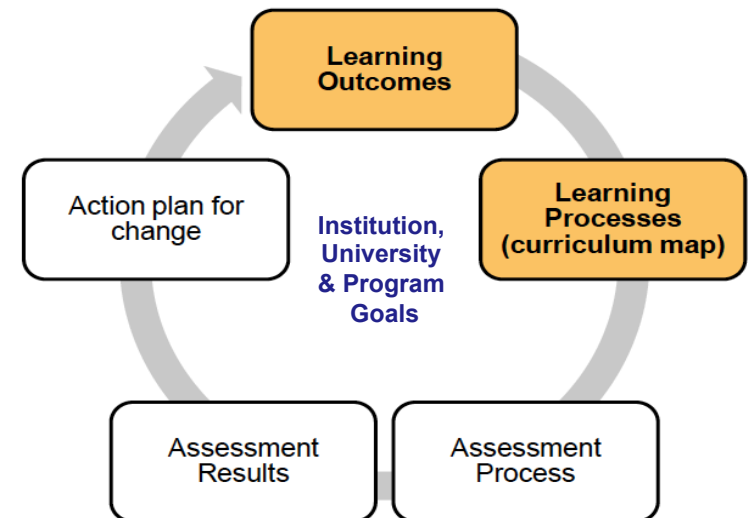 Learning
Outcomes
Learning
Processes
(curriculum map)
Action plan for
change
Institution,
University
& Program
Goals
Assessment
Results
Assessment
Process